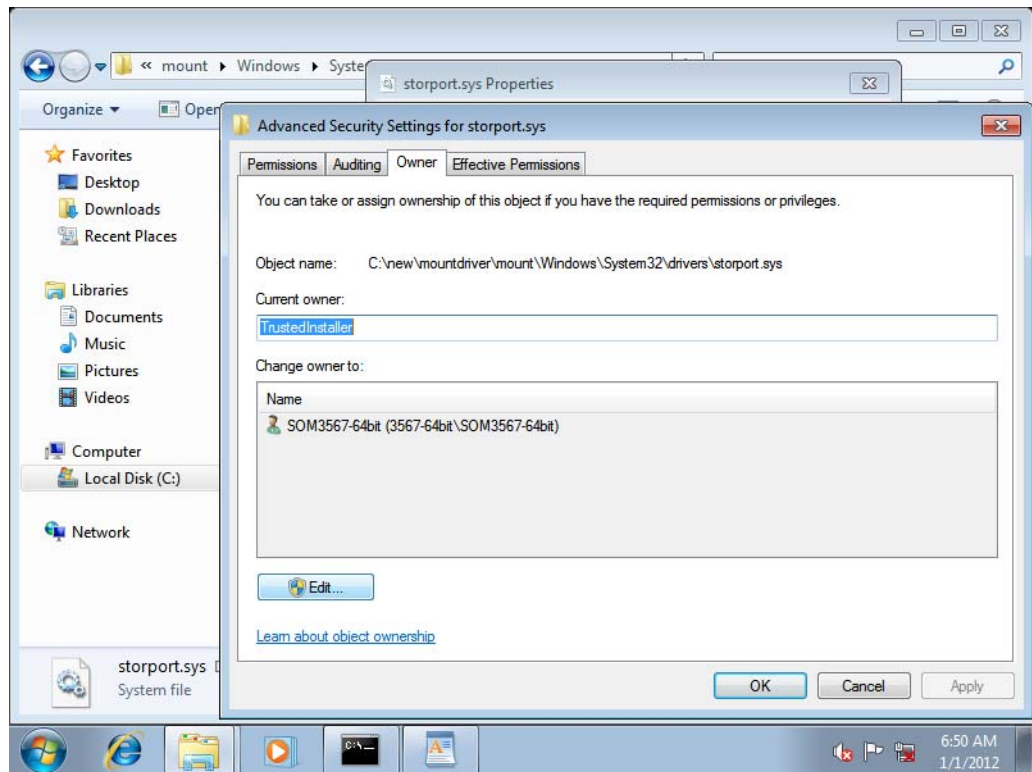 « mount ▸ Windows ▸ Syste
storport.sys Properties
Organize ▾ Open
Advanced Security Settings for storport.sys
Favorites
Desktop
Downloads
Recent Places
Libraries
Documents
Music
Pictures
Videos
Computer
Local Disk (C:)
Network
Permissions Auditing Owner Effective Permissions
You can take or assign ownership of this object if you have the required permissions or privileges.
Object name: C:\new\mountdriver\mount\Windows\System32\drivers\storport.sys
Current owner:
TrustedInstaller
Change owner to:
Name
SOM3567-64bit (3567-64bit\SOM3567-64bit)
Edit...
Learn about object ownership
OK Cancel Apply
storport.sys
System file
C:\
A
6:50 AM
1/1/2012